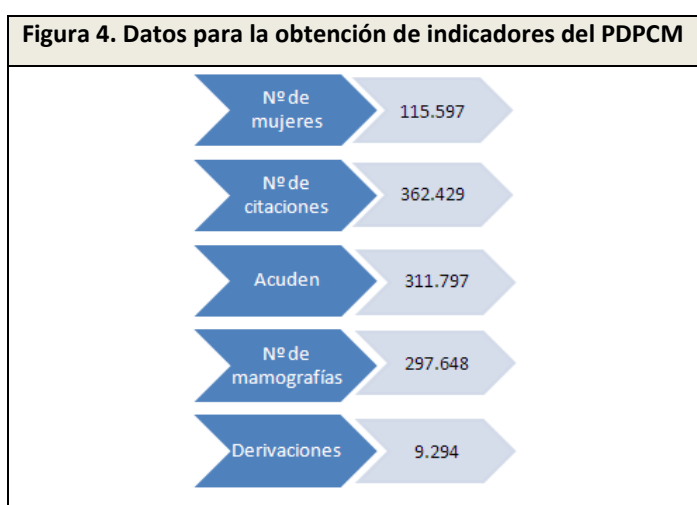 Figura 4. Datos para la obtención de indicadores del PDPCM
Nº de
mujeres
115.597
Nº de
citaciones
362.429
Acuden
311.797
Nº de
mamografías
297.648
Derivaciones
9.294